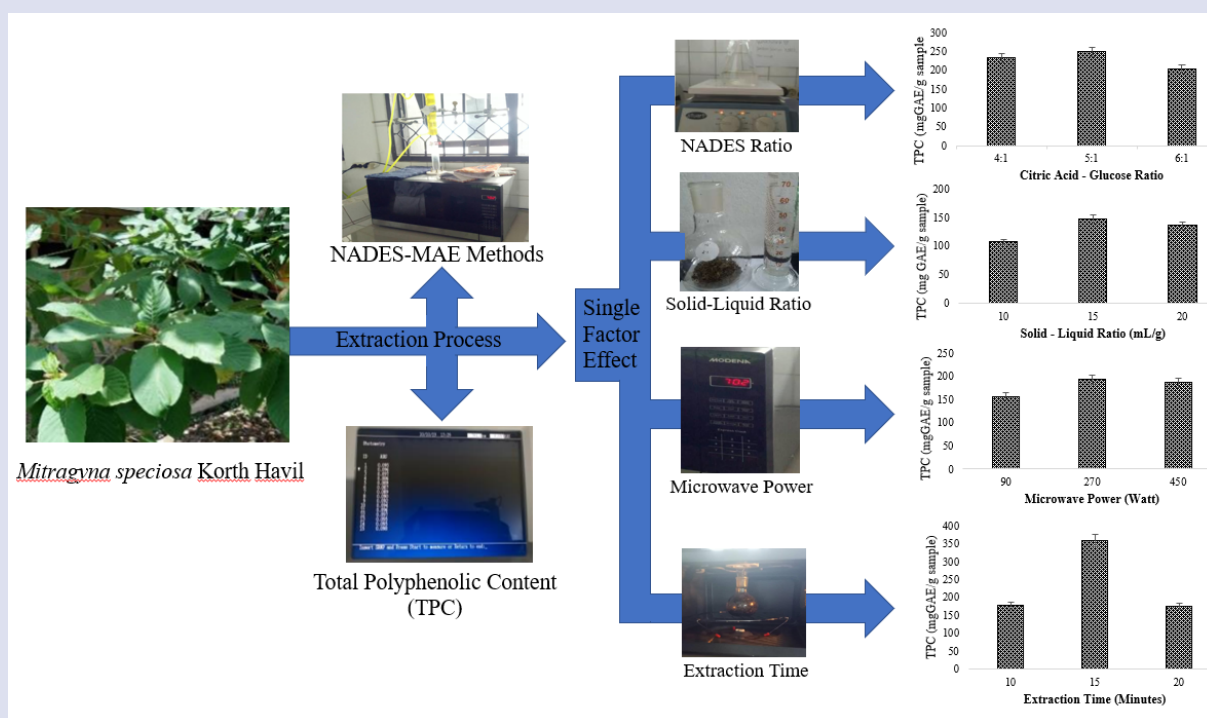 Mitragyna speciosa Korth Havil
NADES-MAE Methods
Extraction Process
Total Polyphenolic Content
(TPC)
Single
Factor
Effect
NADES Ratio
Solid-Liquid Ratio
MODENA
702
Microwave Power
Extraction Time
TPC (mgGAE/g sample)
300
250
200
150
100
50
0
4:1
5:1
6:1
Citric Acid - Glucose Ratio
TPC (mg GAE/g sample)
200
150
100
50
0
10
15
20
Solid - Liquid Ratio (mL/g)
TPC (mgGAE/g sample)
250
200
150
100
50
0
90
270
450
Microwave Power (Watt)
TPC (mgGAE/g sample)
400
350
300
250
200
150
100
50
0
10
15
20
Extraction Time (Minutes)